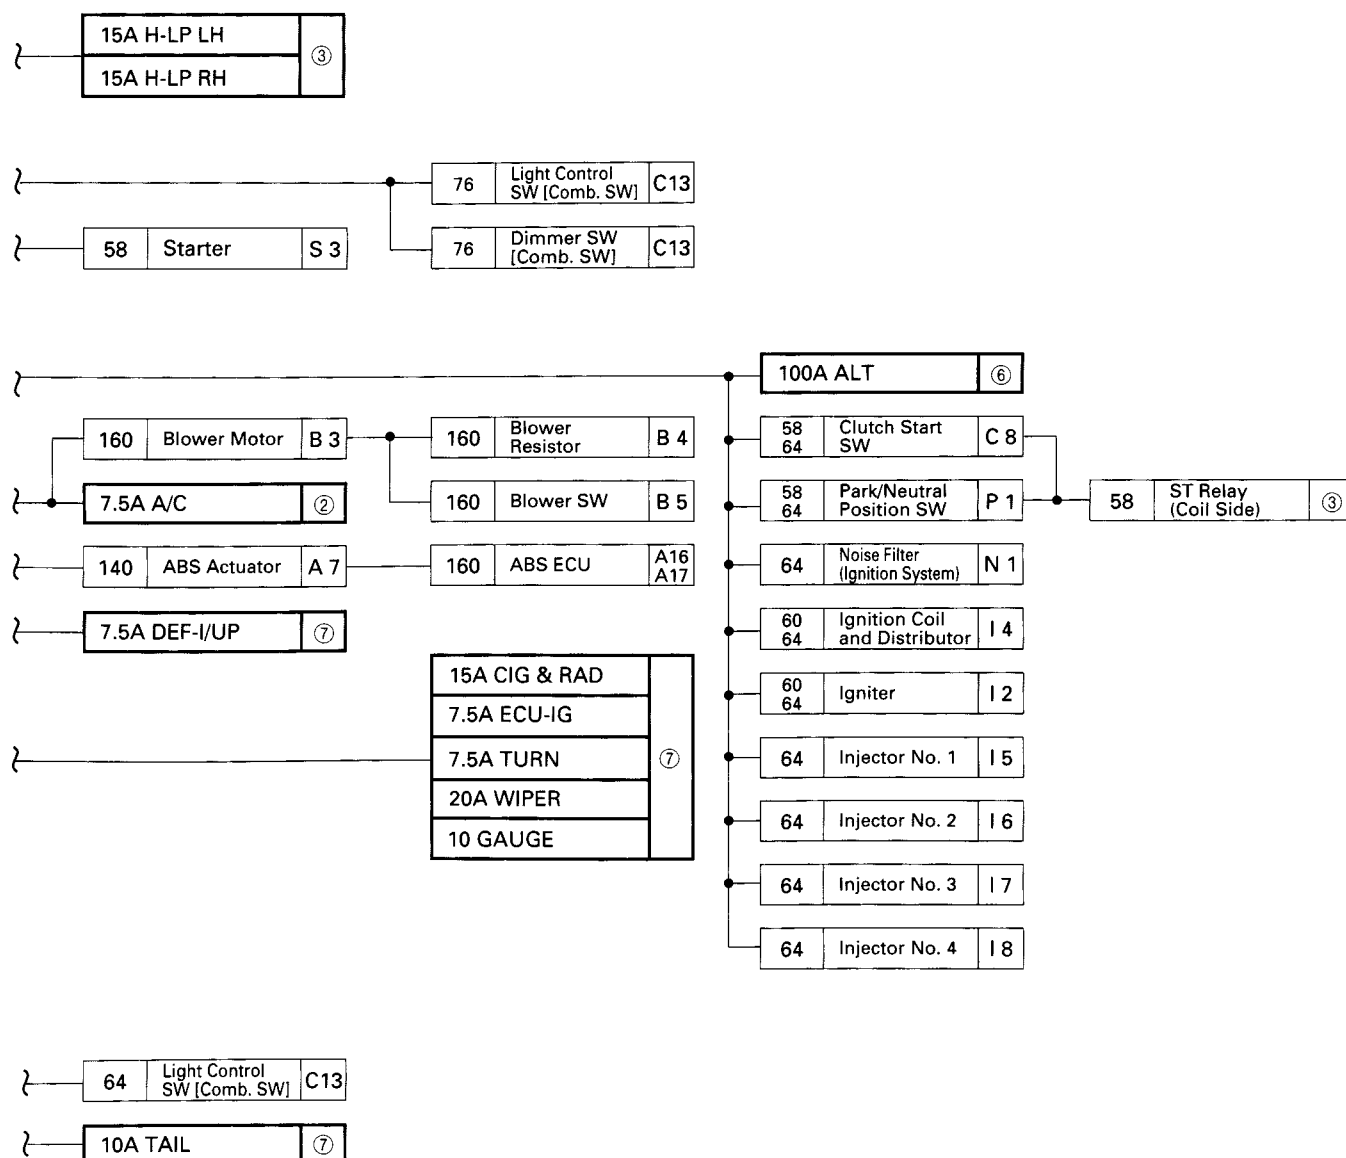 15A H-LP LH
15A H-LP RH
③
76 Light Control SW [Comb. SW] C13
58 Starter S 3
76 Dimmer SW [Comb. SW] C13
100A ALT ⑥
160 Blower Motor B 3
160 Blower Resistor B 4
58 64 Clutch Start SW C 8
7.5A A/C ②
160 Blower SW B 5
58 64 Park/Neutral Position SW P 1
58 ST Relay (Coil Side) ③
140 ABS Actuator A 7
160 ABS ECU A16 A17
64 Noise Filter (Ignition System) N 1
7.5A DEF-I/UP ⑦
60 64 Ignition Coil and Distributor I 4
15A CIG & RAD
7.5A ECU-IG
7.5A TURN
20A WIPER
10 GAUGE
⑦
60 64 Igniter I 2
64 Injector No. 1 I 5
64 Injector No. 2 I 6
64 Injector No. 3 I 7
64 Injector No. 4 I 8
64 Light Control SW [Comb. SW] C13
10A TAIL ⑦